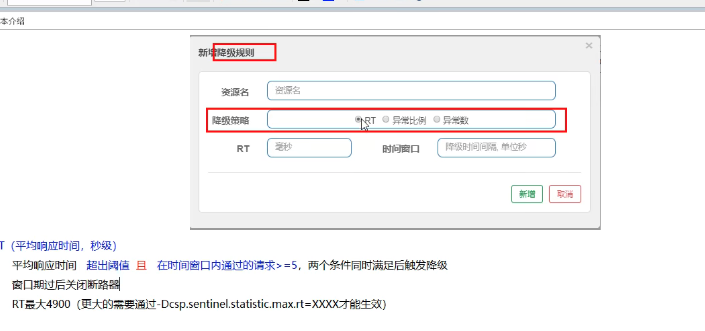 本介绍
新增降级规则
资源名 资源名
降级策略 RT 异常比例 异常数
RT 毫秒 时间窗口 降级时间间隔, 单位秒
新增 取消
T（平均响应时间，秒级）
平均响应时间 超出阈值 且 在时间窗口内通过的请求>=5，两个条件同时满足后触发降级
窗口期过后关闭断路器
RT最大4900（更大的需要通过-Dcsp.sentinel.statistic.max.rt=XXXX才能生效）